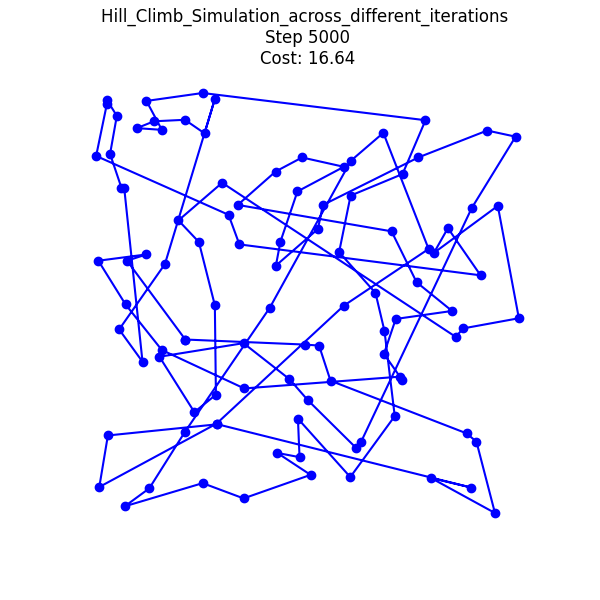 Hill_Climb_Simulation_across_different_iterations
Step 5000
Cost: 16.64